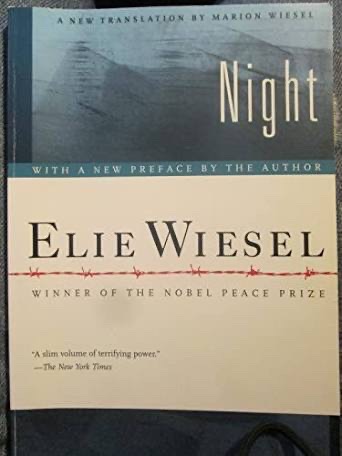 A NEW TRANSLATION BY MARION WIESEL
Night
WITH A NEW PREFACE BY THE AUTHOR
ELIE WIESEL
WINNER OF THE NOBEL PEACE PRIZE
"A slim volume of terrifying power."
—The New York Times